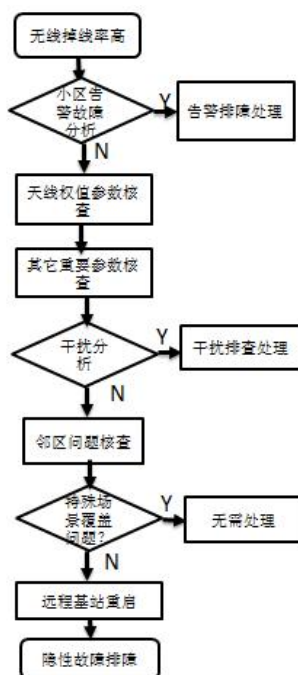 无线掉线率高
小区告
警故障
分析
Y
告警排障处理
N
天线权值参数核
查
其它重要参数核
查
干扰分
析
Y
干扰排查处理
N
邻区问题核查
特殊场
景覆盖
问题?
Y
无需处理
N
远程基站重启
隐性故障排障